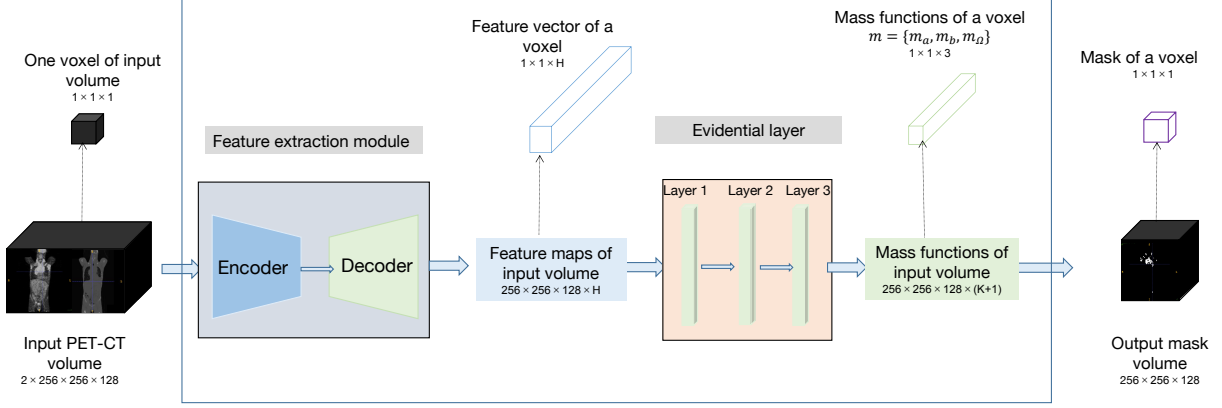 One voxel of input
volume
1 × 1 × 1
Feature vector of a
voxel
1 × 1 × H
Mass functions of a voxel
m = {m_a, m_b, m_Ω}
1 × 1 × 3
Mask of a voxel
1 × 1 × 1
Feature extraction module
Evidential layer
Layer 1
Layer 2
Layer 3
Encoder
Decoder
Feature maps of
input volume
256 × 256 × 128 × H
Mass functions of
input volume
256 × 256 × 128 × (K+1)
Input PET-CT
volume
2 × 256 × 256 × 128
Output mask
volume
256 × 256 × 128